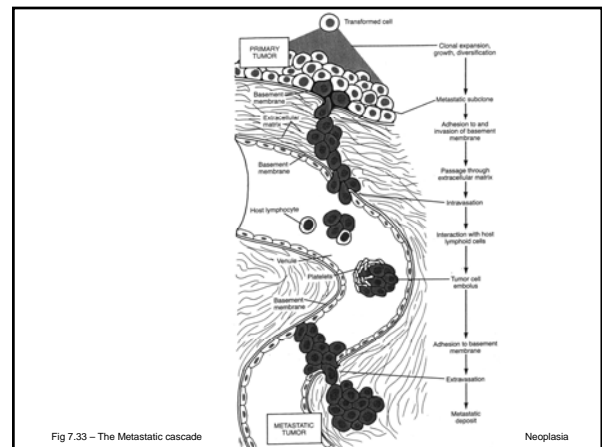 Transformed cell
PRIMARY
TUMOR
Clonal expansion,
growth, diversification
Basement
membrane
Metastatic subclone
Extracellular
matrix
Adhesion to and
invasion of basement
membrane
Basement
membrane
Passage through
extracellular matrix
Intravasation
Host lymphocyte
Interaction with host
lymphoid cells
Venule
Platelets
Tumor cell
embolus
Basement
membrane
Adhesion to basement
membrane
Extravasation
METASTATIC
TUMOR
Metastatic
deposit
Fig 7.33 – The Metastatic cascade
Neoplasia